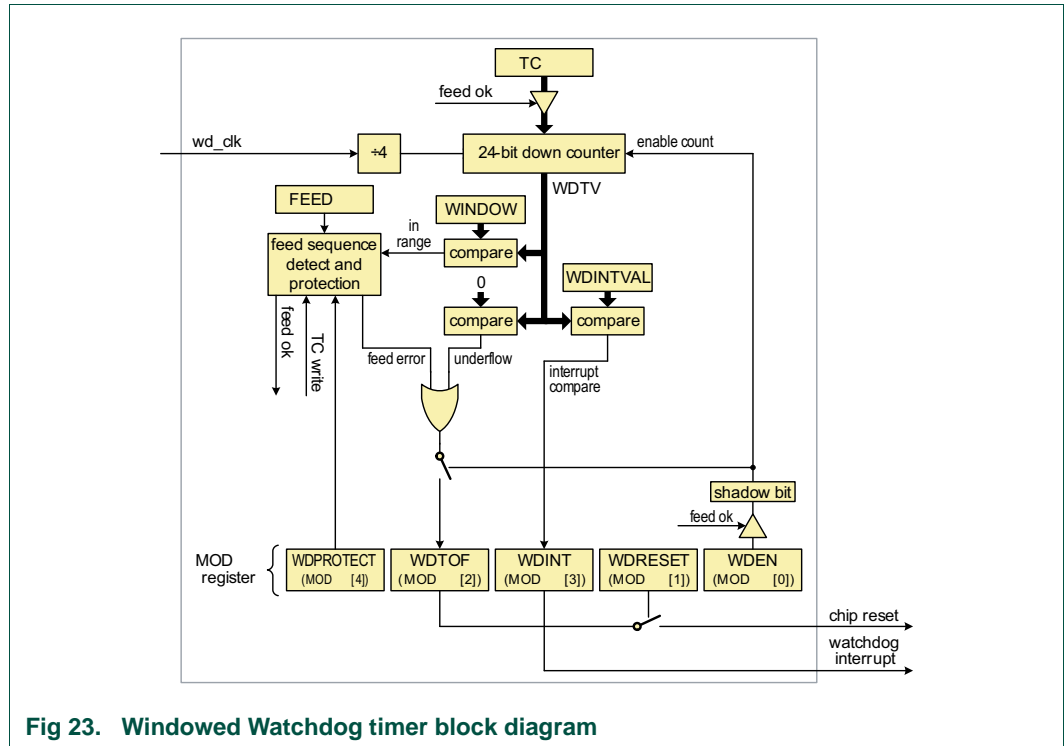 TC
feed ok
wd_clk
÷4
24-bit down counter
enable count
WDTV
FEED
WINDOW
in
range
feed sequence
detect and
protection
compare
WDINTVAL
0
compare
compare
feed ok
TC write
feed error
underflow
interrupt
compare
shadow bit
feed ok
MOD
register
WDPROTECT
(MOD [4])
WDTOF
(MOD [2])
WDINT
(MOD [3])
WDRESET
(MOD [1])
WDEN
(MOD [0])
chip reset
watchdog
interrupt
Fig 23. Windowed Watchdog timer block diagram